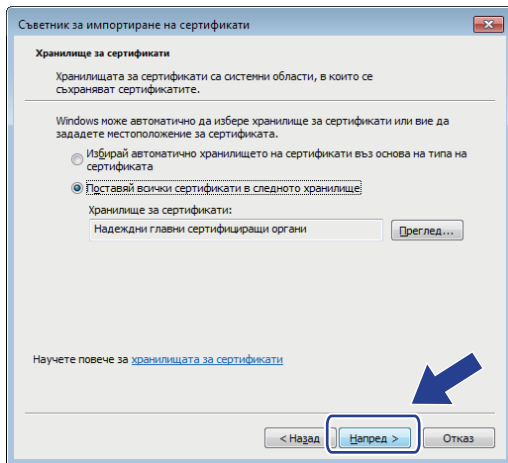 Съветник за импортиране на сертификати
Хранилище за сертификати
Хранилищата за сертификати са системни области, в които се
съхраняват сертификатите.
Windows може автоматично да избере хранилище за сертификати или вие да
зададете местоположение за сертификата.
Избирай автоматично хранилището на сертификати въз основа на типа на
сертификата
Поставяй всички сертификати в следното хранилище
Хранилище за сертификати:
Надеждни главни сертифициращи органи
Преглед...
Научете повече за хранилищата за сертификати
< Назад
Напред >
Отказ